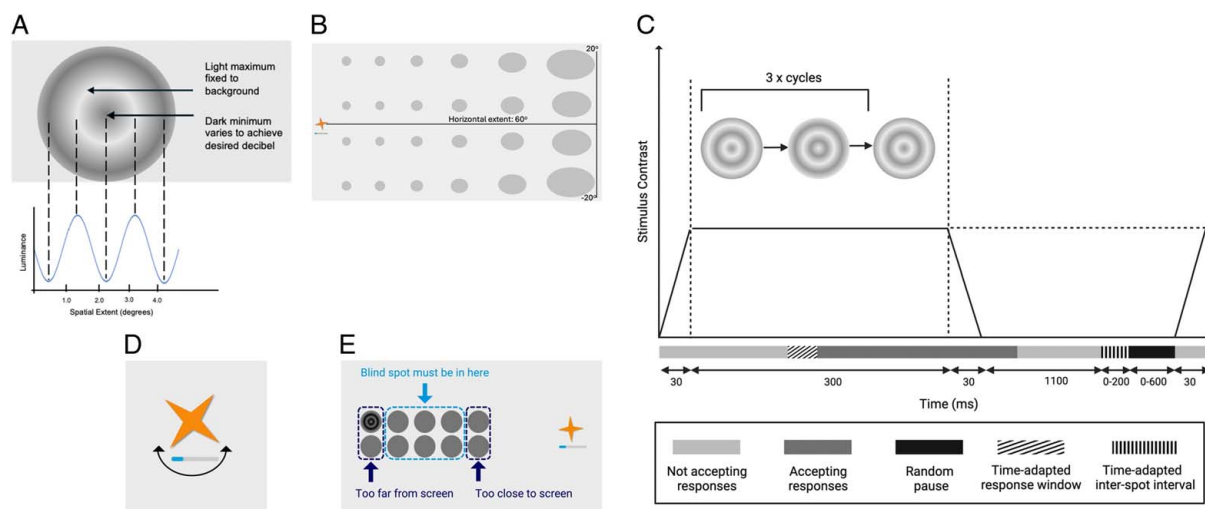 A
Light maximum
fixed to
background
Dark minimum
varies to achieve
desired decibel
Luminance
1.0 2.0 3.0 4.0
Spatial Extent (degrees)
B
20°
Horizontal extent: 60°
-20°
C
Stimulus Contrast
3 x cycles
30 300 30 1100 0-200 0-600 30
Time (ms)
Not accepting
responses
Accepting
responses
Random
pause
Time-adapted
response window
Time-adapted
inter-spot interval
D
E
Blind spot must be in here
Too far from screen
Too close to screen